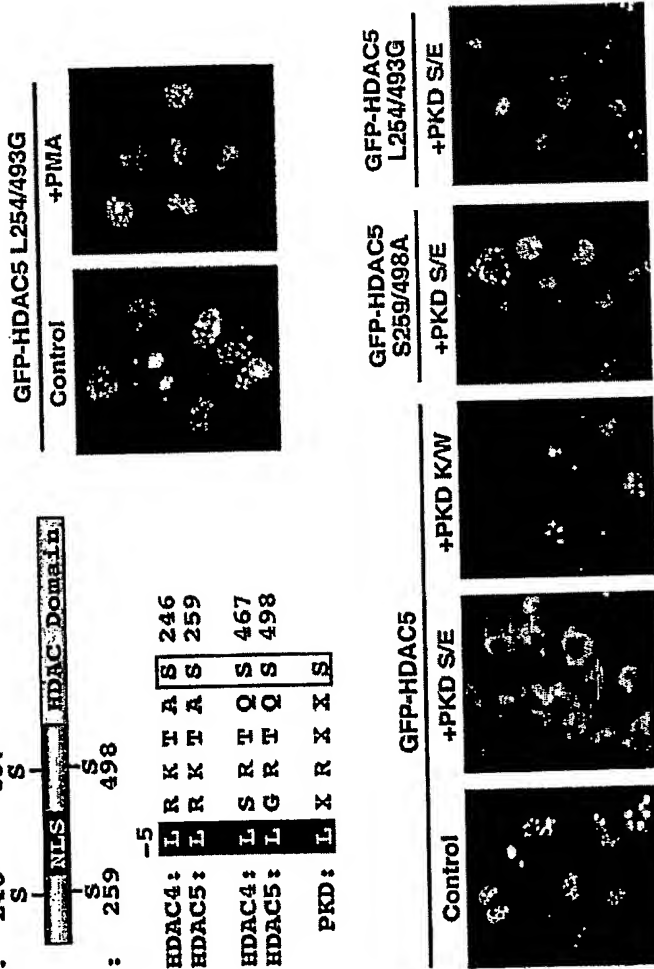 S S
NLS HDAC Domain
S S
: 259 498
-5
HDAC4: L R K T A S 246
HDAC5: L R K T A S 259
HDAC4: L S R T Q S 467
HDAC5: L G R T Q S 498
PKD: L X R X X S
GFP-HDAC5 L254/493G
Control +PMA
GFP-HDAC5
Control +PKD S/E +PKD K/W
GFP-HDAC5
S259/498A
+PKD S/E
GFP-HDAC5
L254/493G
+PKD S/E